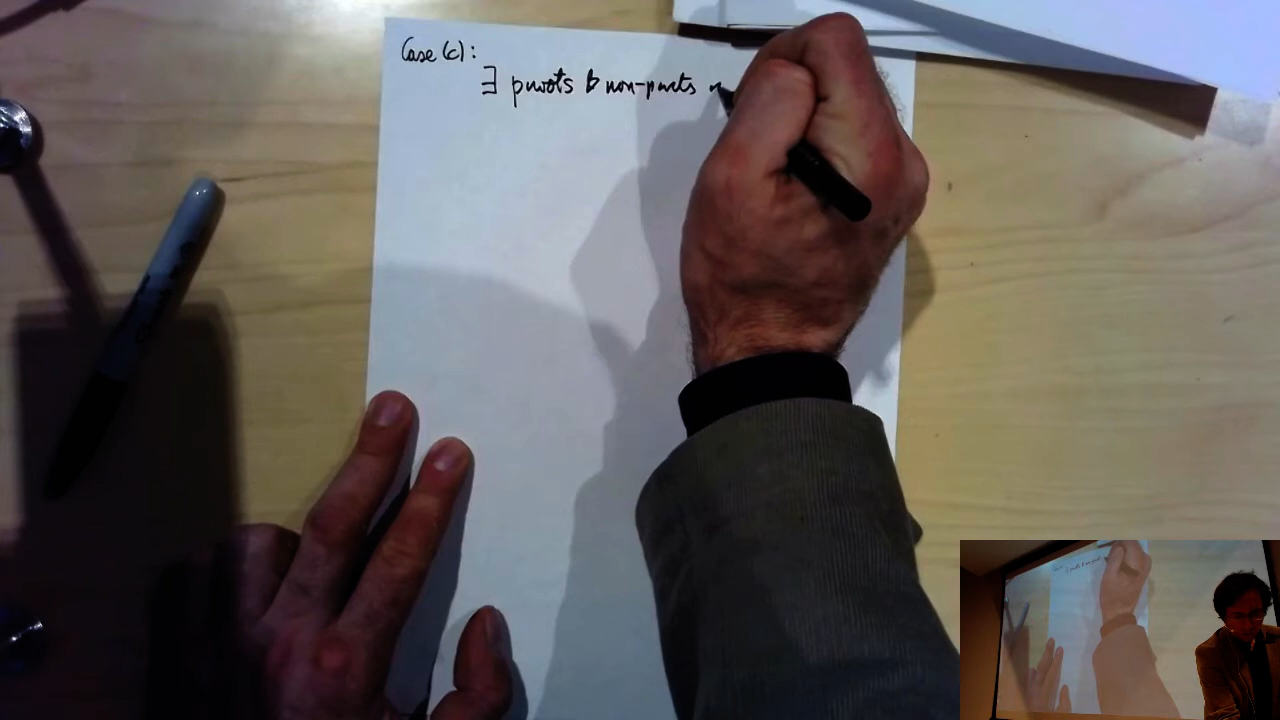 Case (c):
∃ pivots & non-pivots